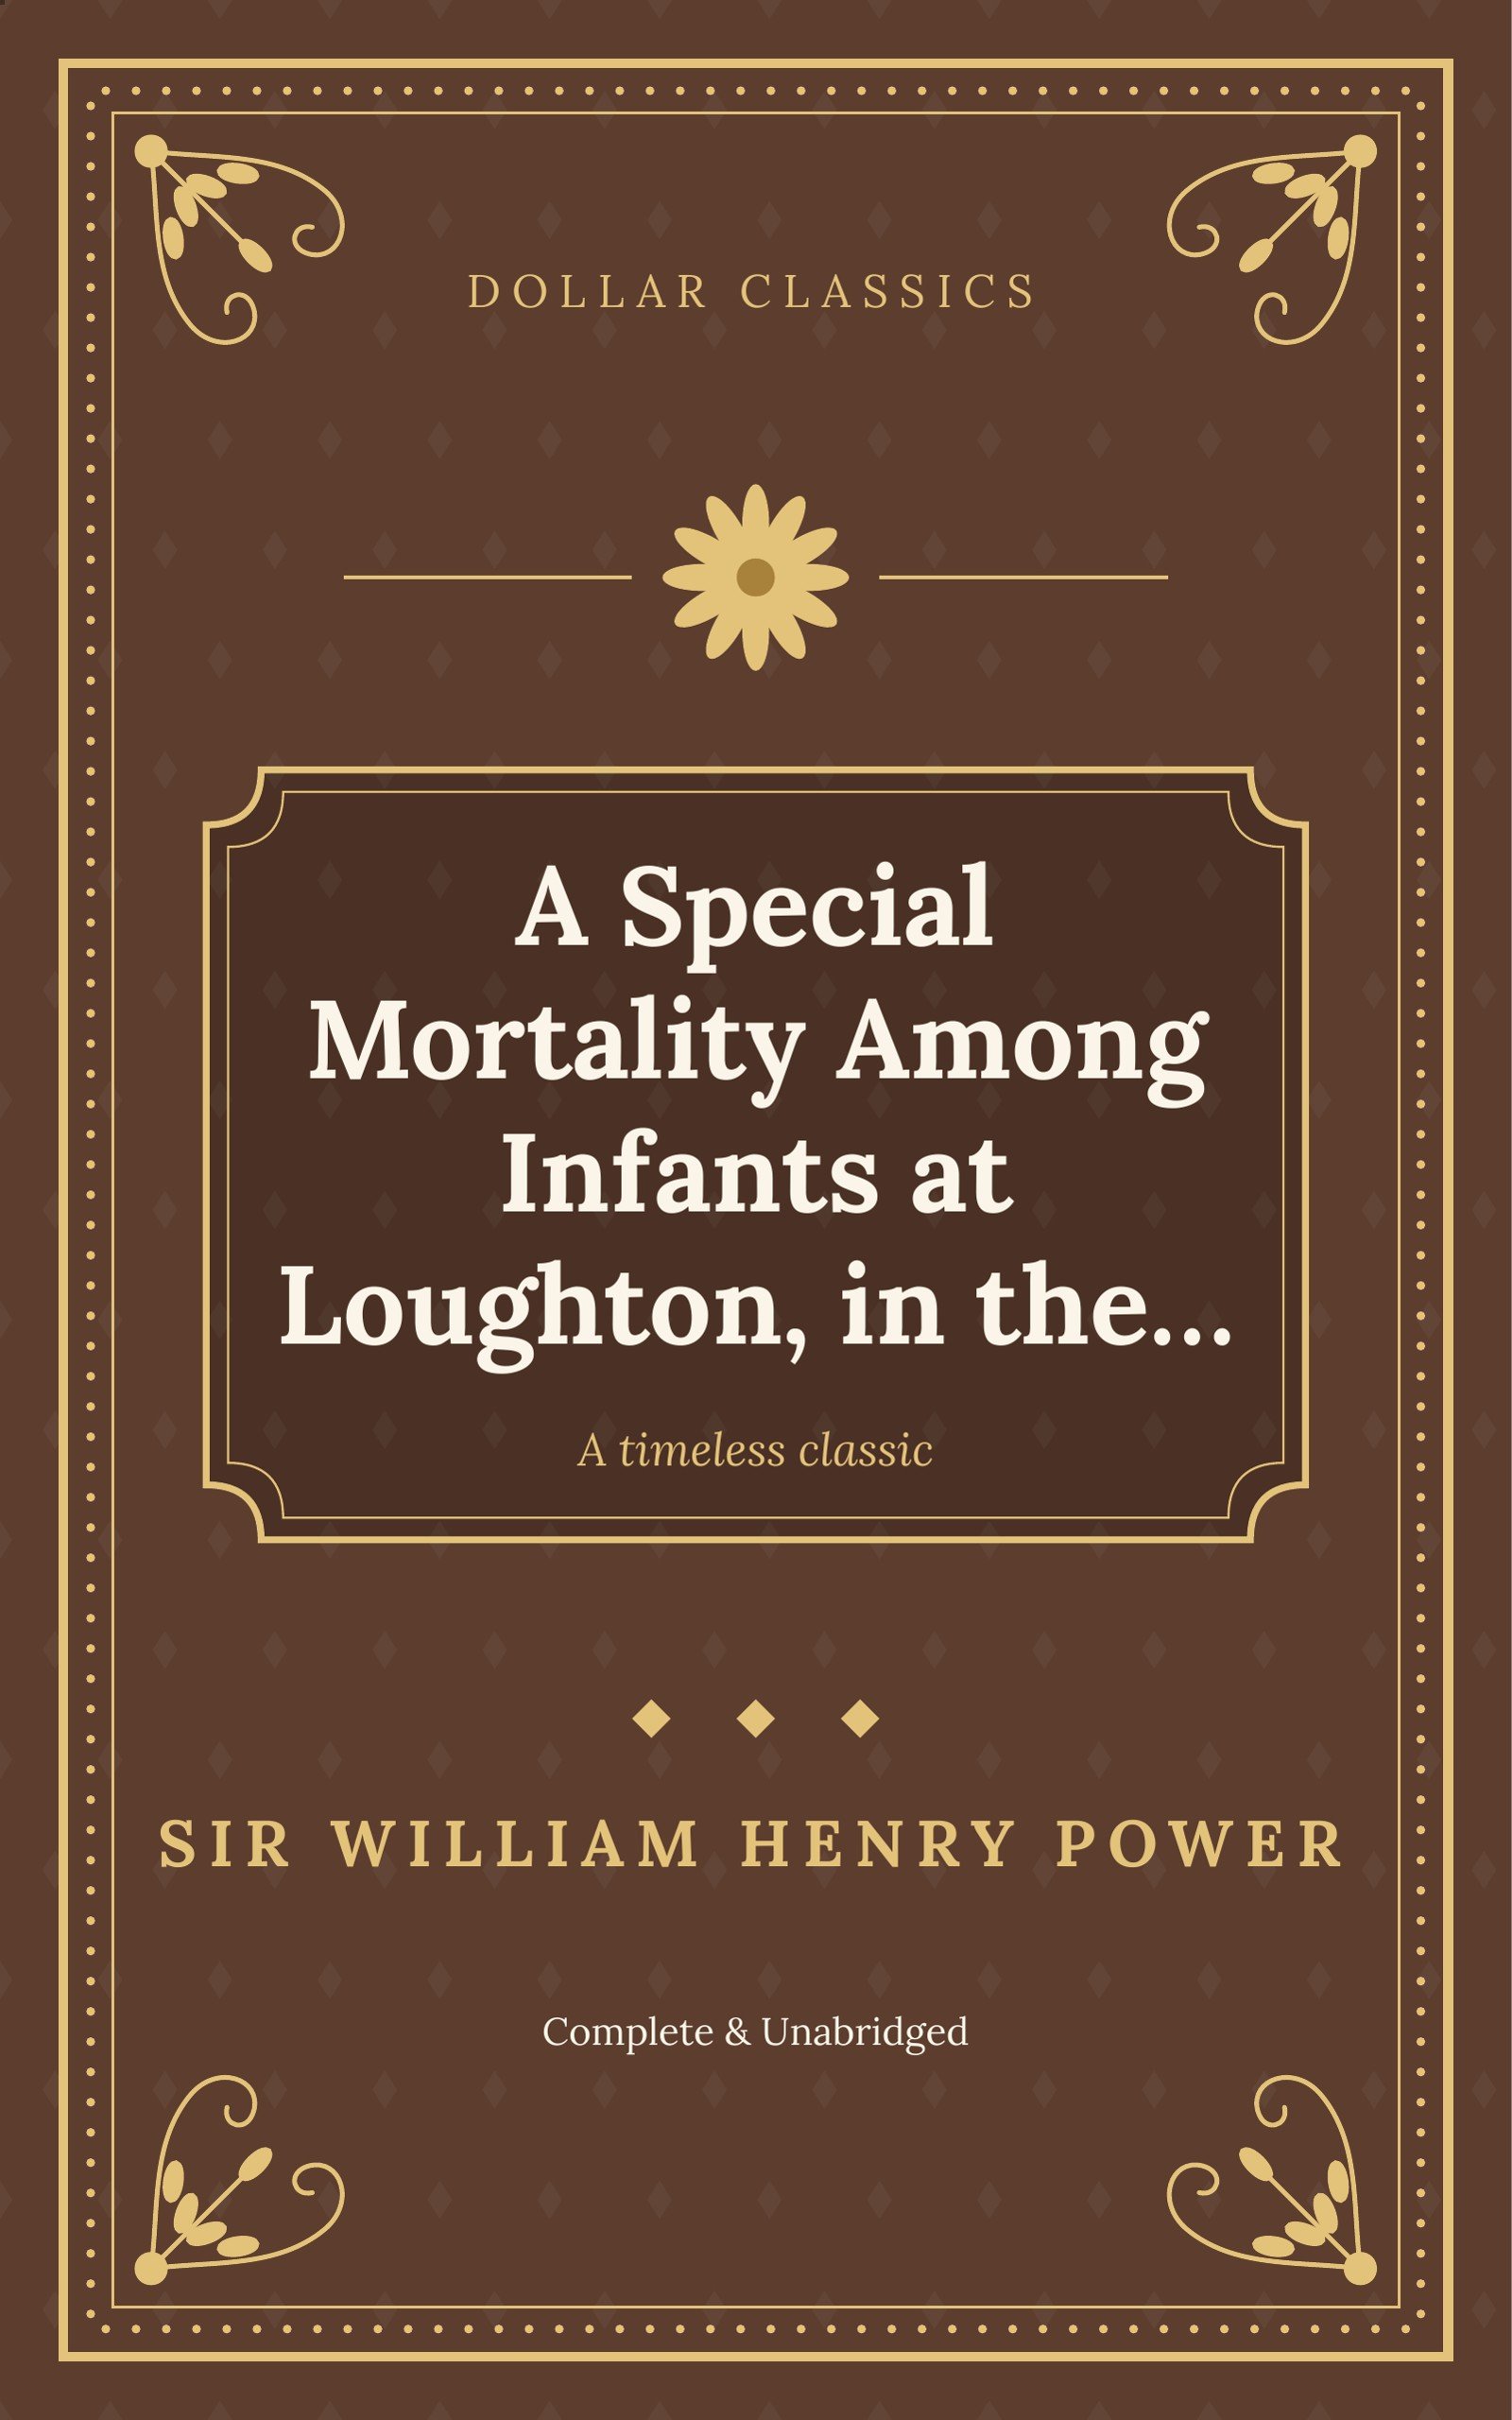 DOLLAR CLASSICS
A Special
Mortality Among
Infants at
Loughton, in the...
A timeless classic
SIR WILLIAM HENRY POWER
Complete & Unabridged